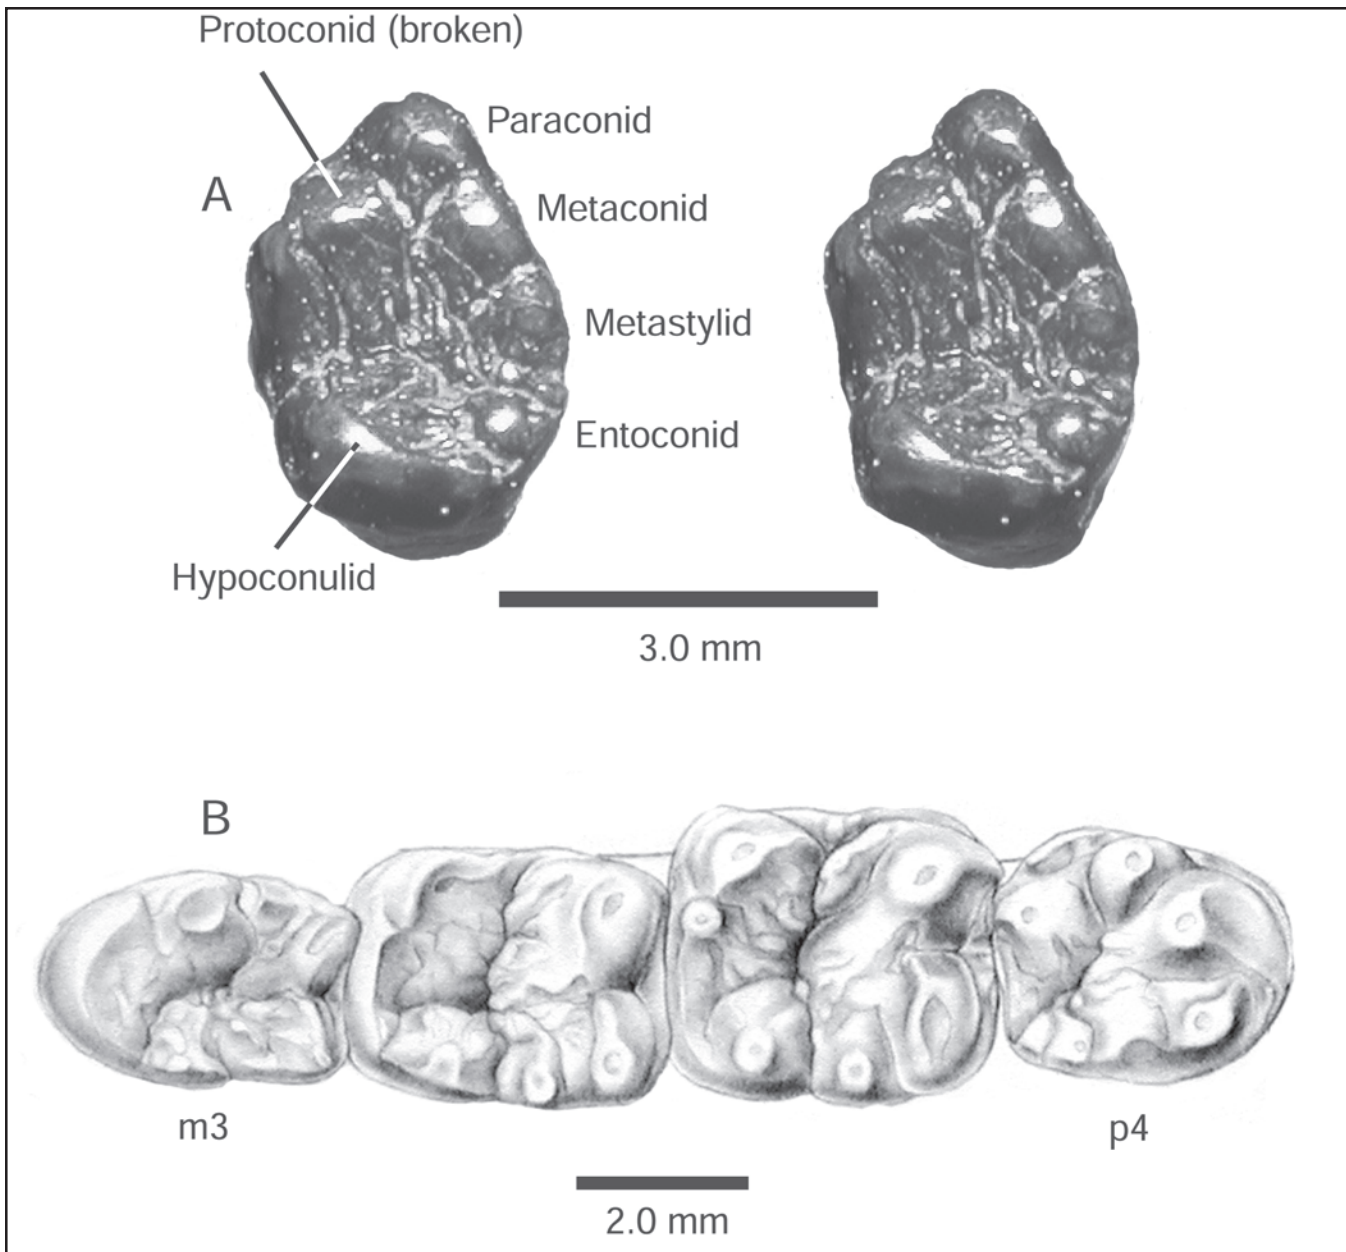 Protoconid (broken)
Paraconid
A
Metaconid
Metastylid
Entoconid
Hypoconulid
3.0 mm
B
m3
p4
2.0 mm